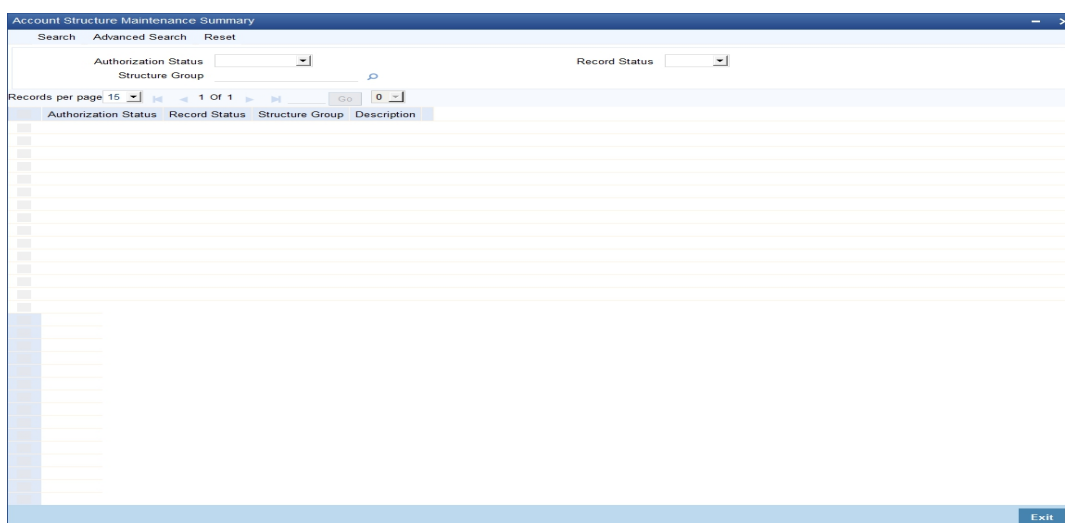 Account Structure Maintenance Summary
Search Advanced Search Reset
Authorization Status Record Status
Structure Group
Records per page 15 1 Of 1 Go 0
Authorization Status Record Status Structure Group Description
Exit